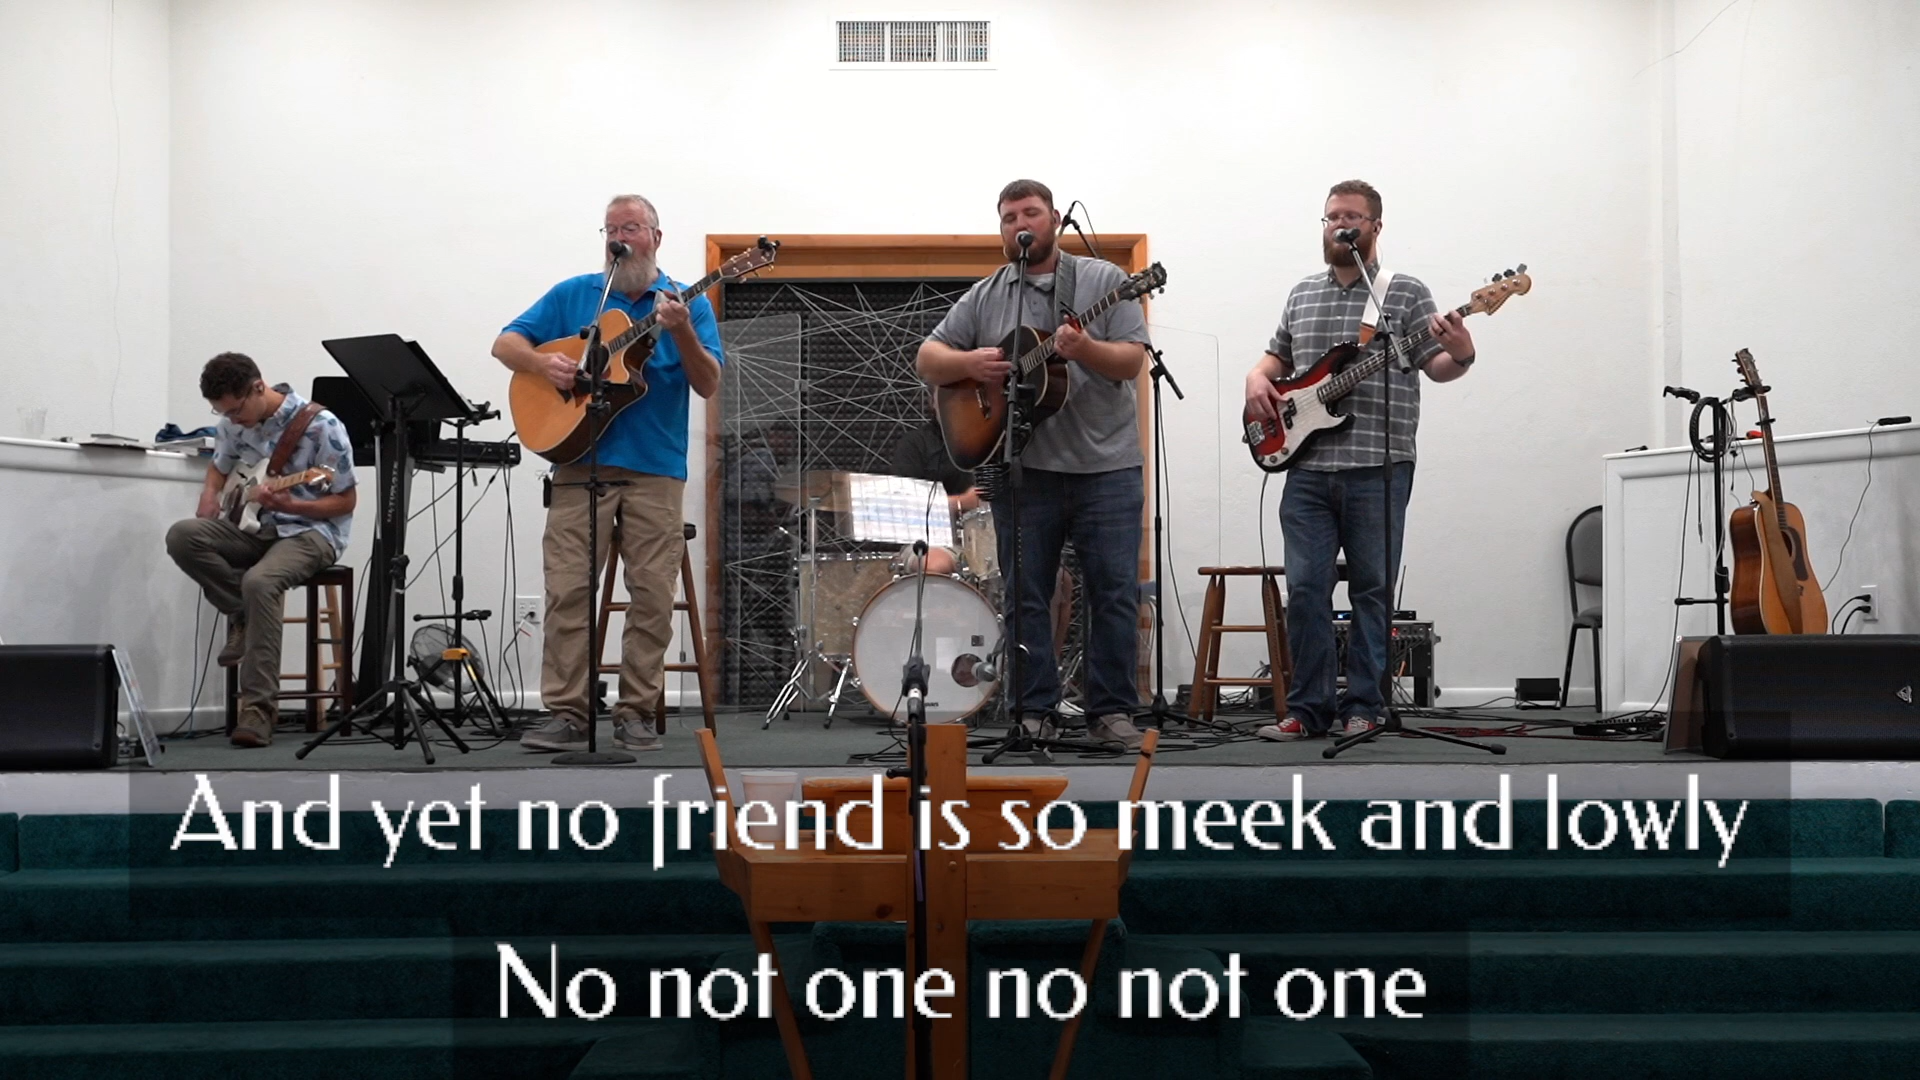 And yet no friend is so meek and lowly
No not one no not one